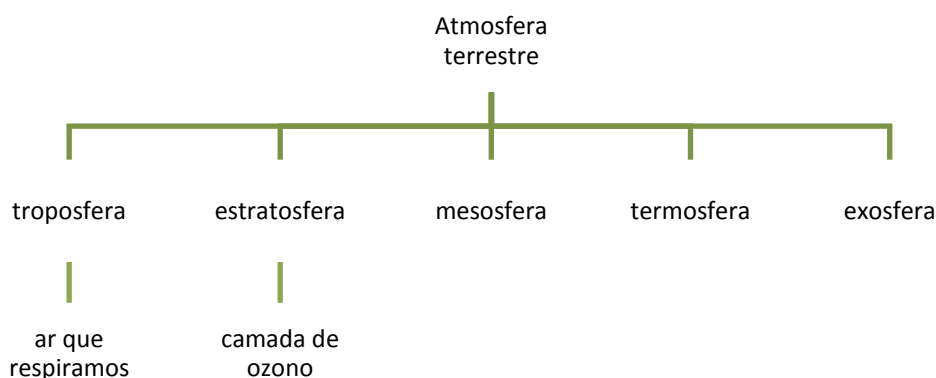 Atmosfera
terrestre
troposfera
estratosfera
mesosfera
termosfera
exosfera
ar que
respiramos
camada de
ozono